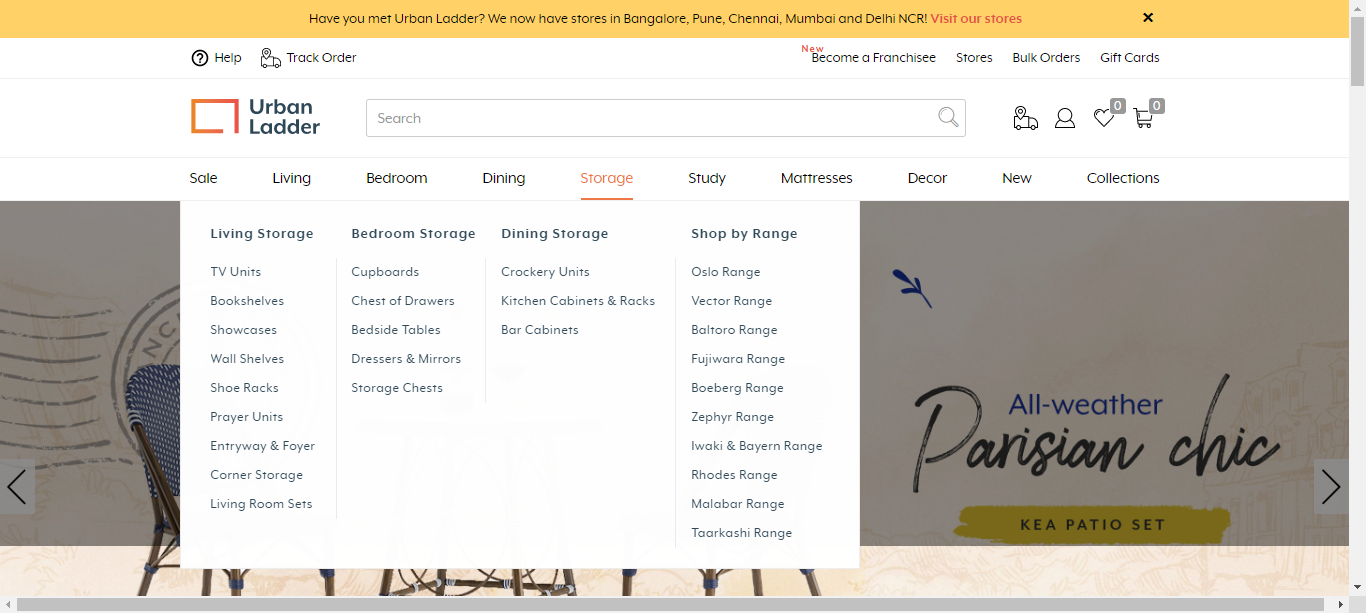 Have you met Urban Ladder? We now have stores in Bangalore, Pune, Chennai, Mumbai and Delhi NCR! Visit our stores
Help Track Order New Become a Franchisee Stores Bulk Orders Gift Cards
Urban
Ladder
Search
0 0
Sale Living Bedroom Dining Storage Study Mattresses Decor New Collections
Living Storage
TV Units
Bookshelves
Showcases
Wall Shelves
Shoe Racks
Prayer Units
Entryway & Foyer
Corner Storage
Living Room Sets
Bedroom Storage
Cupboards
Chest of Drawers
Bedside Tables
Dressers & Mirrors
Storage Chests
Dining Storage
Crockery Units
Kitchen Cabinets & Racks
Bar Cabinets
Shop by Range
Oslo Range
Vector Range
Baltoro Range
Fujiwara Range
Boeberg Range
Zephyr Range
Iwaki & Bayern Range
Rhodes Range
Malabar Range
Taarkashi Range
All-weather
Parisian chic
KEA PATIO SET